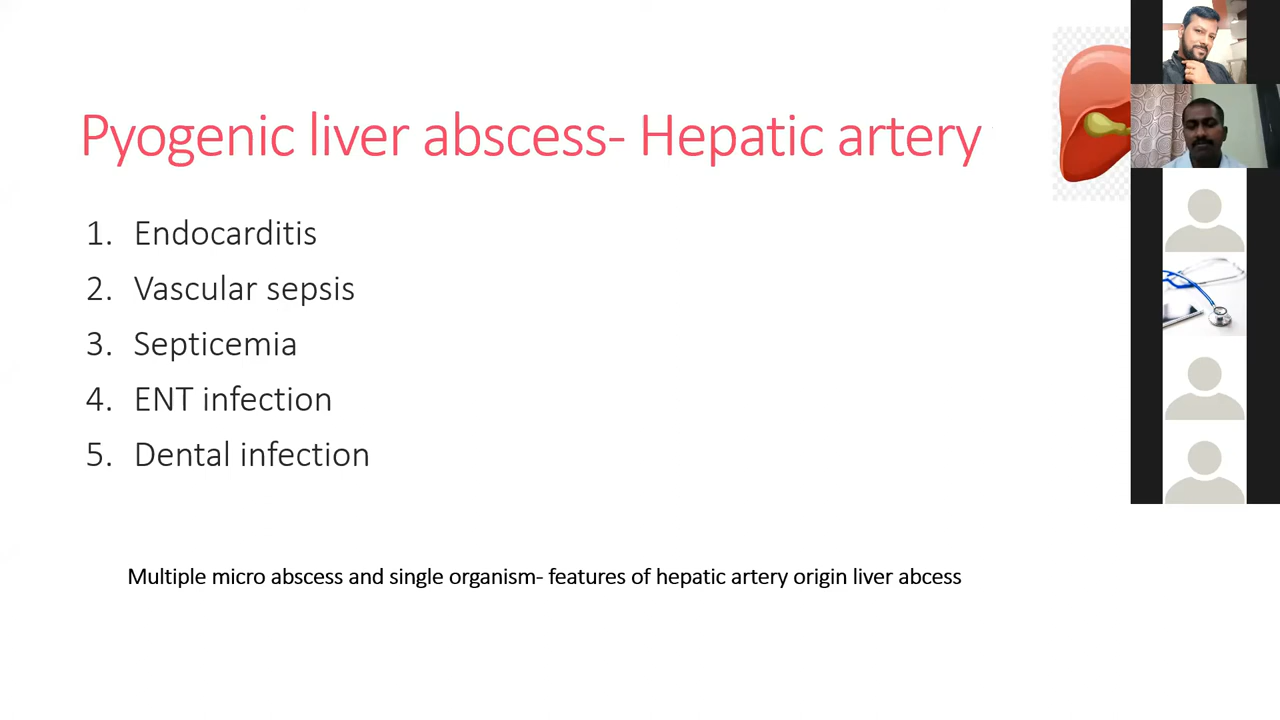 Pyogenic liver abscess- Hepatic artery
1. Endocarditis
2. Vascular sepsis
3. Septicemia
4. ENT infection
5. Dental infection
Multiple micro abscess and single organism- features of hepatic artery origin liver abcess